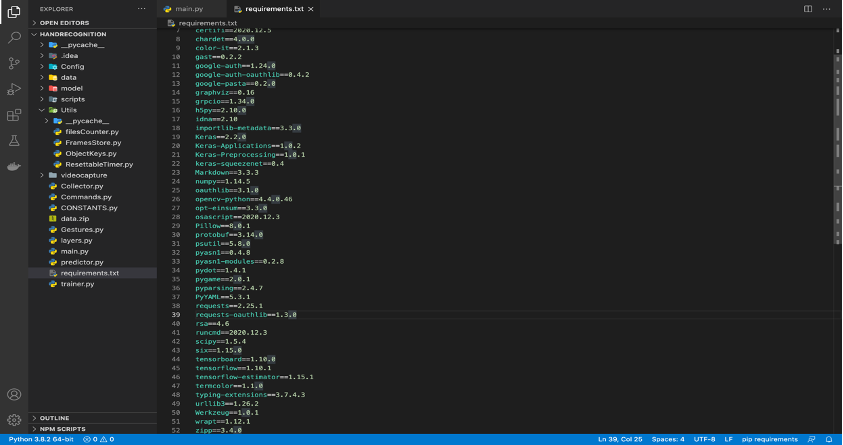 EXPLORER
···
main.py
requirements.txt ×
···
OPEN EDITORS
requirements.txt
HANDRECOGNITION
__pycache__
.idea
Config
data
model
scripts
Utils
__pycache__
filesCounter.py
FramesStore.py
ObjectKeys.py
ResettableTimer.py
videocapture
Collector.py
Commands.py
CONSTANTS.py
data.zip
Gestures.py
layers.py
main.py
predictor.py
requirements.txt
trainer.py
OUTLINE
NPM SCRIPTS
7 certifi==2020.12.5
8 chardet==4.0.0
9 color-it==2.1.3
10 gast==0.2.2
11 google-auth==1.24.0
12 google-auth-oauthlib==0.4.2
13 google-pasta==0.2.0
14 graphviz==0.16
15 grpcio==1.34.0
16 h5py==2.10.0
17 idna==2.10
18 importlib-metadata==3.3.0
19 Keras==2.2.0
20 Keras-Applications==1.0.2
21 Keras-Preprocessing==1.0.1
22 keras-squeezenet==0.4
23 Markdown==3.3.3
24 numpy==1.14.5
25 oauthlib==3.1.0
26 opencv-python==4.4.0.46
27 opt-einsum==3.3.0
28 osascript==2020.12.3
29 Pillow==8.0.1
30 protobuf==3.14.0
31 psutil==5.8.0
32 pyasn1==0.4.8
33 pyasn1-modules==0.2.8
34 pydot==1.4.1
35 pygame==2.0.1
36 pyparsing==2.4.7
37 PyYAML==5.3.1
38 requests==2.25.1
39 requests-oauthlib==1.3.0
40 rsa==4.6
41 runcmd==2020.12.3
42 scipy==1.5.4
43 six==1.15.0
44 tensorboard==1.10.0
45 tensorflow==1.10.1
46 tensorflow-estimator==1.15.1
47 termcolor==1.1.0
48 typing-extensions==3.7.4.3
49 urllib3==1.26.2
50 Werkzeug==1.0.1
51 wrapt==1.12.1
52 zipp==3.4.0
Python 3.8.2 64-bit 0 0 Ln 39, Col 25 Spaces: 4 UTF-8 LF pip requirements